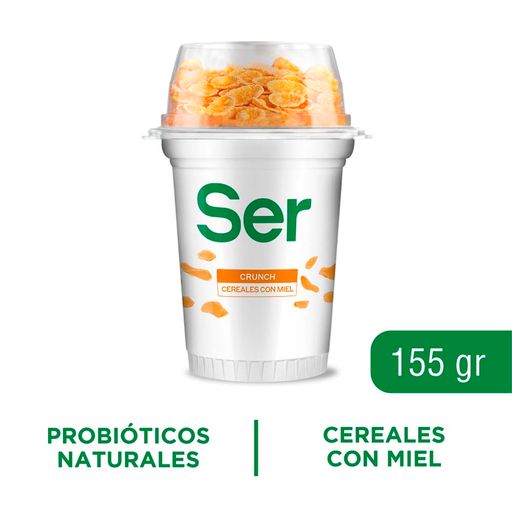 Ser
CRUNCH
CEREALES CON MIEL
155 gr
PROBIÓTICOS
NATURALES
CEREALES
CON MIEL